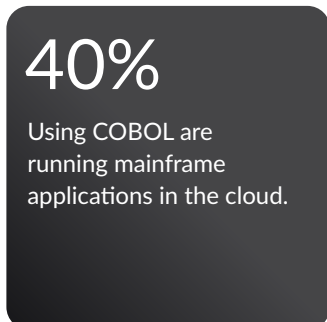 40%
Using COBOL are
running mainframe
applications in the cloud.